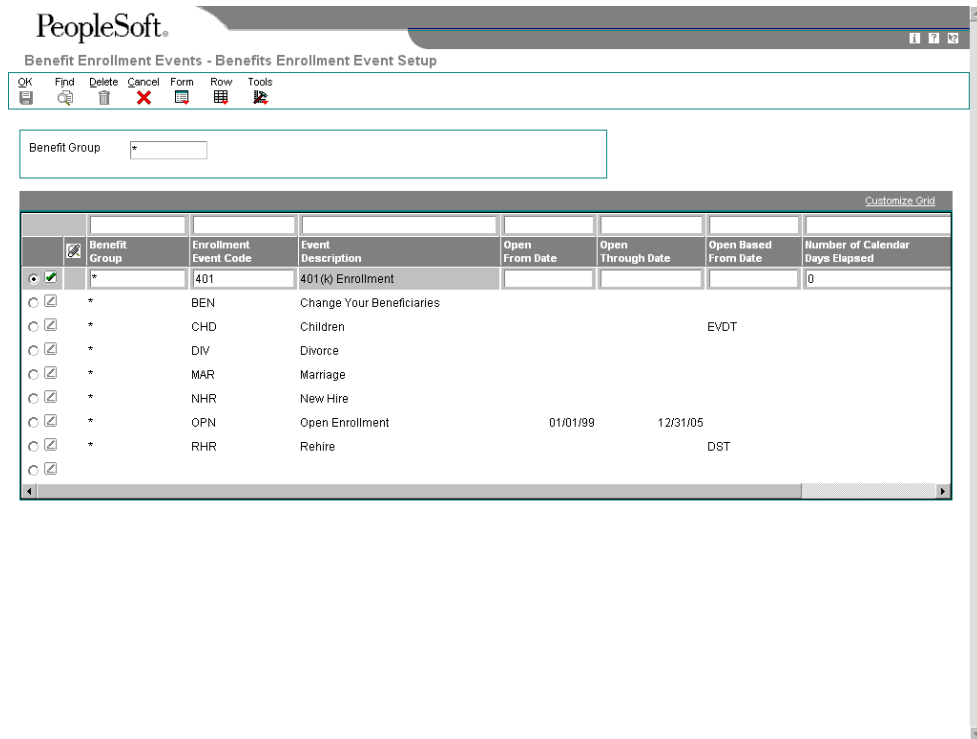 PeopleSoft®
i ? ?
Benefit Enrollment Events - Benefits Enrollment Event Setup
OK Find Delete Cancel Form Row Tools
Benefit Group *
Customize Grid
Benefit Group Enrollment Event Code Event Description Open From Date Open Through Date Open Based From Date Number of Calendar Days Elapsed
* 401 401(k) Enrollment 0
* BEN Change Your Beneficiaries
* CHD Children EVDT
* DIV Divorce
* MAR Marriage
* NHR New Hire
* OPN Open Enrollment 01/01/99 12/31/05
* RHR Rehire DST